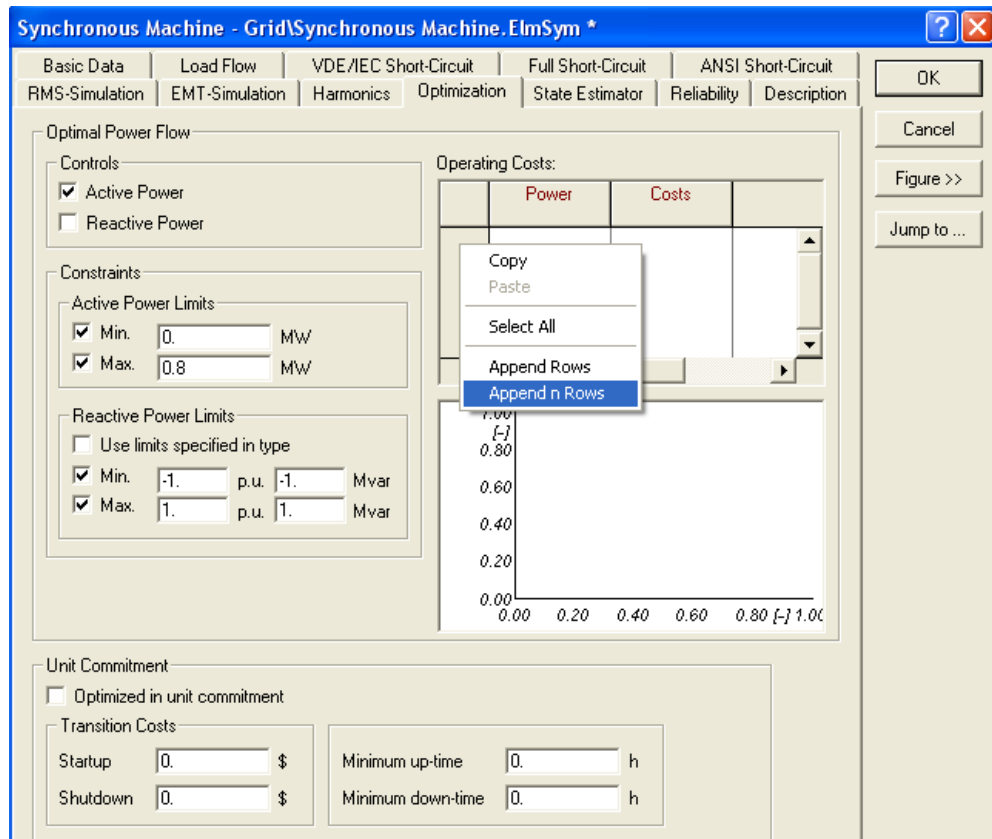 Synchronous Machine - Grid\Synchronous Machine.ElmSym *
Basic Data Load Flow VDE/IEC Short-Circuit Full Short-Circuit ANSI Short-Circuit
RMS-Simulation EMT-Simulation Harmonics Optimization State Estimator Reliability Description
OK
Cancel
Figure >>
Jump to ...
Optimal Power Flow
Controls
Active Power
Reactive Power
Constraints
Active Power Limits
Min. 0. MW
Max. 0.8 MW
Reactive Power Limits
Use limits specified in type
Min. -1. p.u. -1. Mvar
Max. 1. p.u. 1. Mvar
Operating Costs:
Power Costs
Copy
Paste
Select All
Append Rows
Append n Rows
1.00
[-]
0.80
0.60
0.40
0.20
0.00
0.00 0.20 0.40 0.60 0.80 [-] 1.00
Unit Commitment
Optimized in unit commitment
Transition Costs
Startup 0. $
Shutdown 0. $
Minimum up-time 0. h
Minimum down-time 0. h